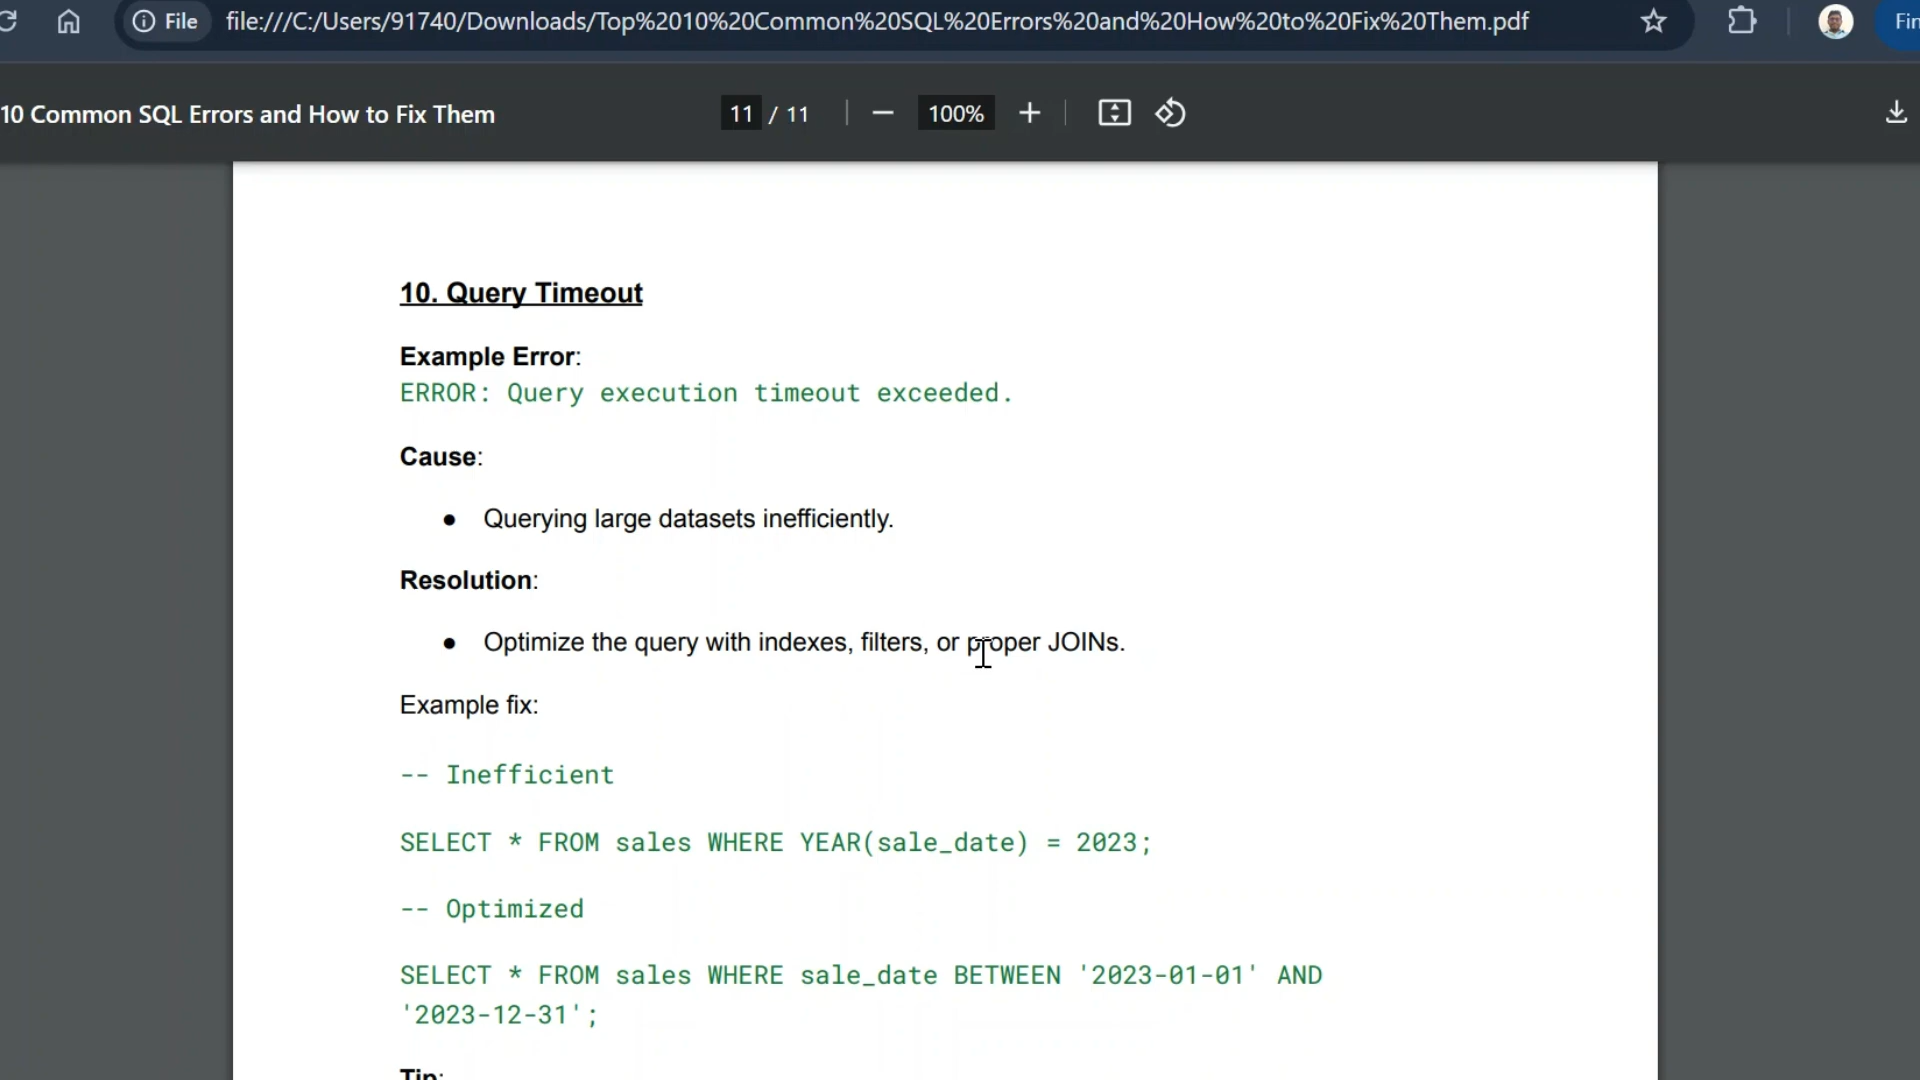 File
file:///C:/Users/91740/Downloads/Top%2010%20Common%20SQL%20Errors%20and%20How%20to%20Fix%20Them.pdf
Fin
10 Common SQL Errors and How to Fix Them
11 / 11
100%
10. Query Timeout
Example Error:
ERROR: Query execution timeout exceeded.
Cause:
● Querying large datasets inefficiently.
Resolution:
● Optimize the query with indexes, filters, or proper JOINs.
Example fix:
-- Inefficient
SELECT * FROM sales WHERE YEAR(sale_date) = 2023;
-- Optimized
SELECT * FROM sales WHERE sale_date BETWEEN '2023-01-01' AND
'2023-12-31';
Tip: